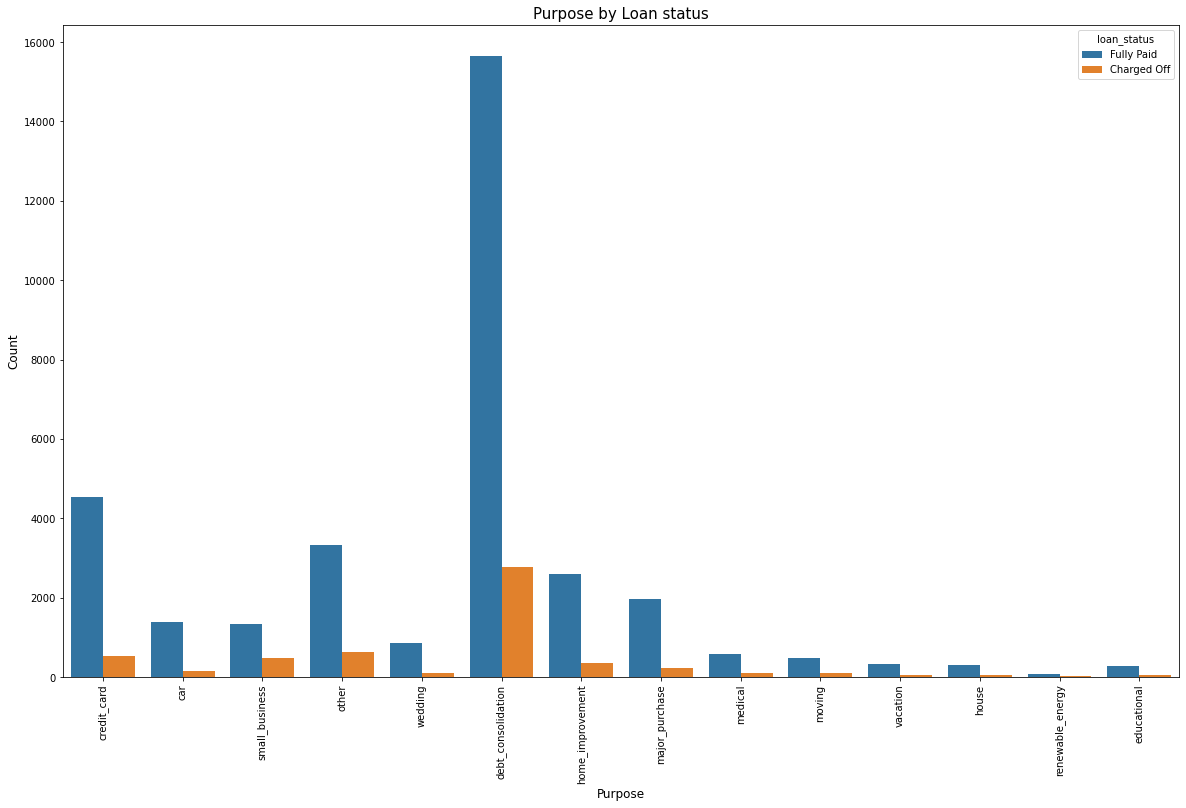 Purpose by Loan status
loan_status
Fully Paid
Charged Off
Count
16000
14000
12000
10000
8000
6000
4000
2000
0
credit_card
car
small_business
other
wedding
debt_consolidation
home_improvement
major_purchase
medical
moving
vacation
house
renewable_energy
educational
Purpose